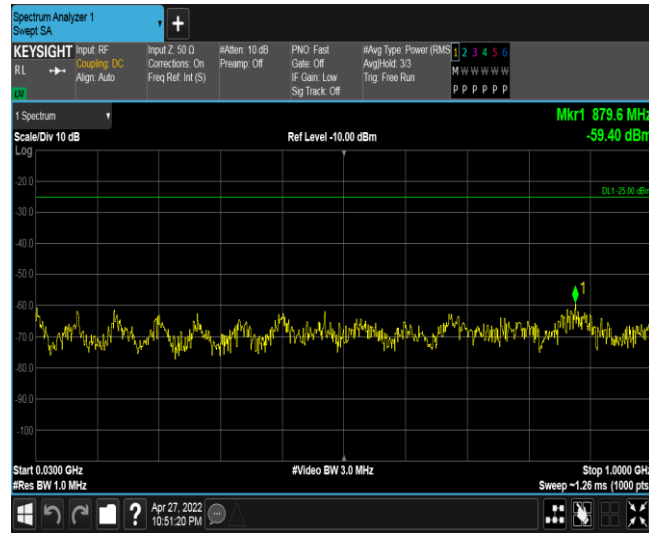 Spectrum Analyzer 1
Swept SA
+
KEYSIGHT
RL
Input: RF
Coupling: DC
Align: Auto
Input Z: 50 Ω
Corrections: On
Freq Ref: Int (S)
#Atten: 10 dB
Preamp: Off
PNO: Fast
Gate: Off
IF Gain: Low
Sig Track: Off
#Avg Type: Power (RMS
Avg|Hold: 3/3
Trig: Free Run
1 2 3 4 5 6
M W W W W W
P P P P P P
1 Spectrum
Mkr1 879.6 MHz
Scale/Div 10 dB
Ref Level -10.00 dBm
-59.40 dBm
Log
-20.0
DL1 -25.00 dBm
-30.0
-40.0
-50.0
1
-60.0
-70.0
-80.0
-90.0
-100
Start 0.0300 GHz
#Video BW 3.0 MHz
Stop 1.0000 GHz
#Res BW 1.0 MHz
Sweep ~1.26 ms (1000 pts
?
Apr 27, 2022
10:51:20 PM